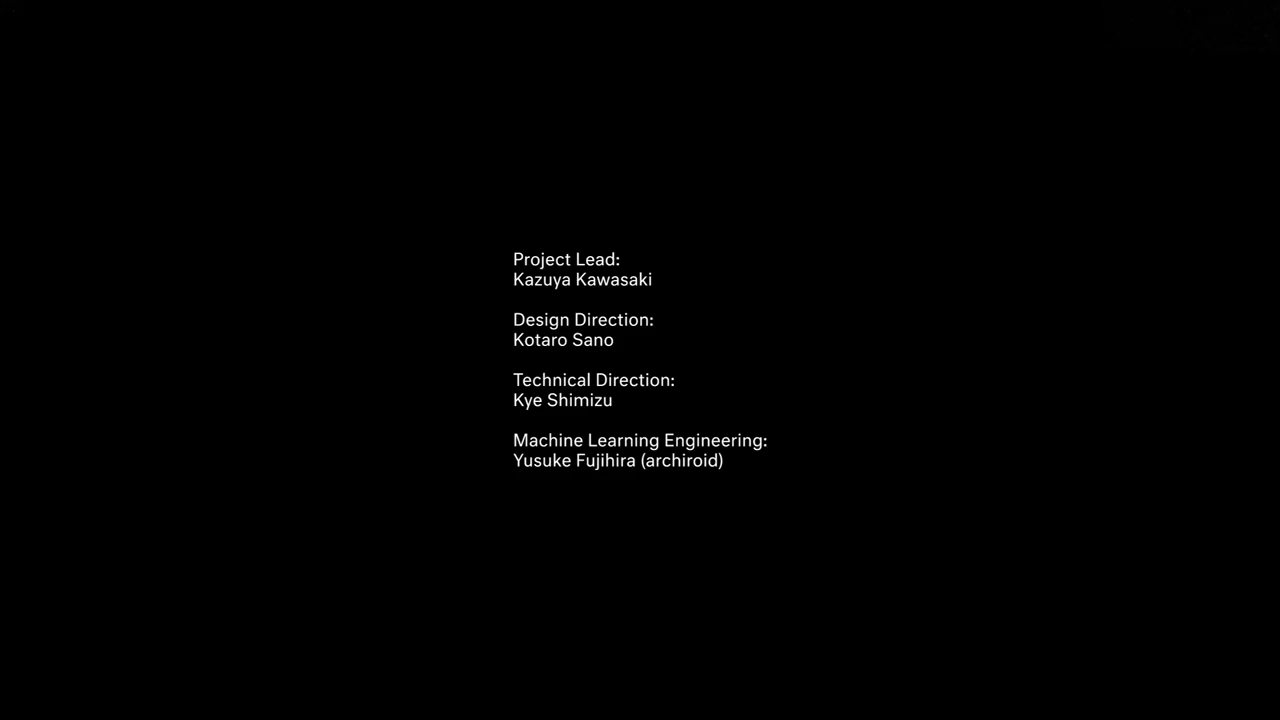 Project Lead:
Kazuya Kawasaki
Design Direction:
Kotaro Sano
Technical Direction:
Kye Shimizu
Machine Learning Engineering:
Yusuke Fujihira (archiroid)